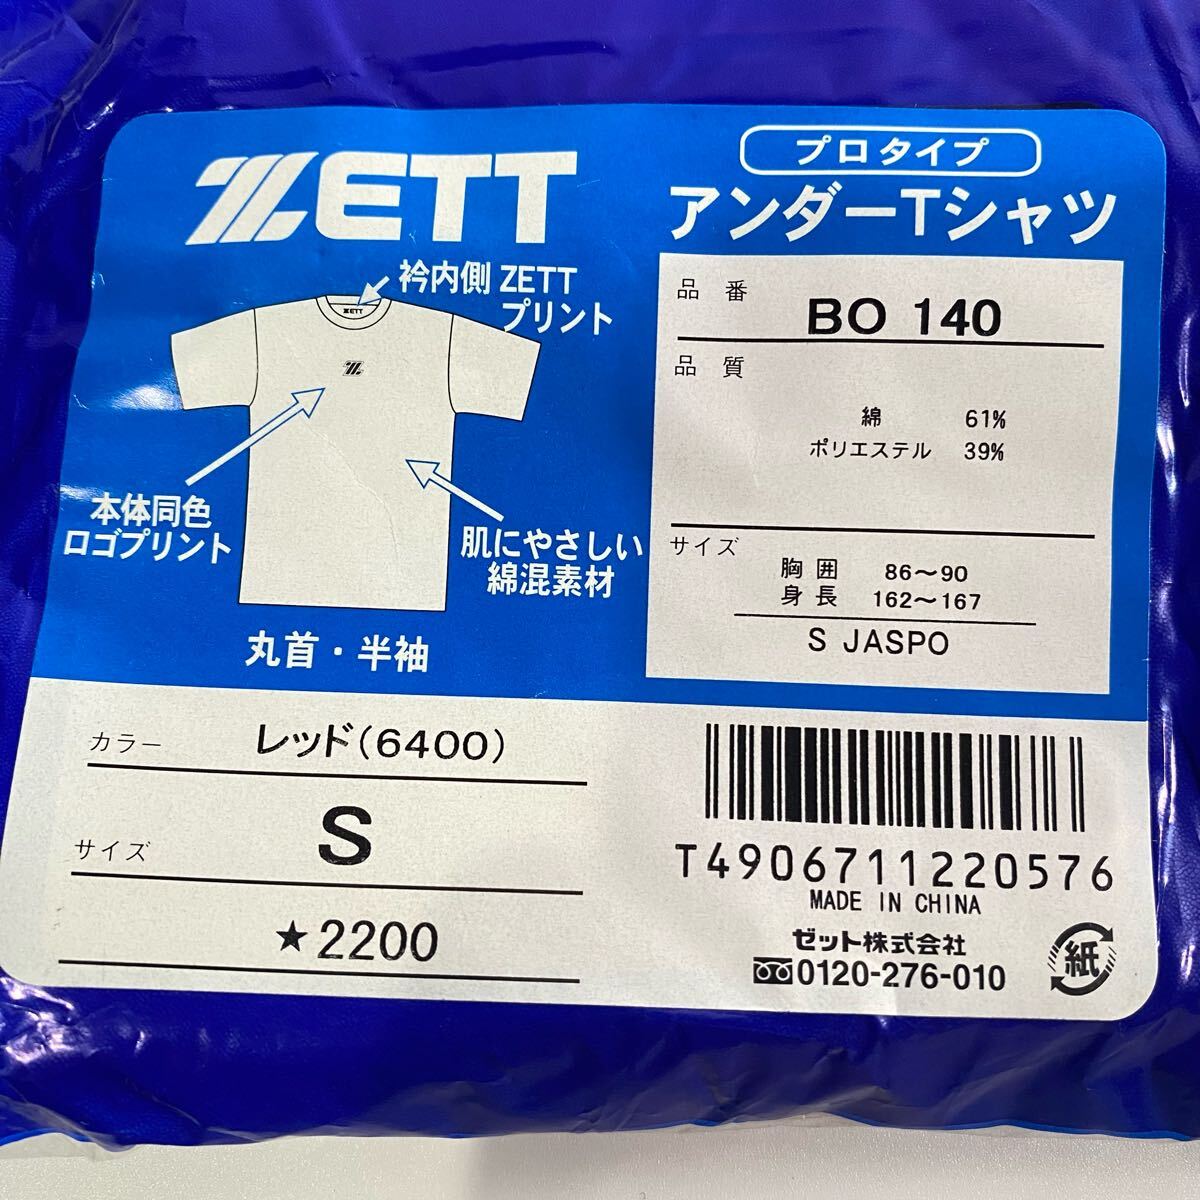 ZETT
プロタイプ
アンダーTシャツ
衿内側 ZETT
プリント
ZETT
本体同色
ロゴプリント
肌にやさしい
綿混素材
丸首・半袖
品番 BO 140
品質
綿 61%
ポリエステル 39%
サイズ
胸囲 86～90
身長 162～167
S JASPO
カラー レッド(6400)
サイズ S
★2200
T4906711220576
MADE IN CHINA
ゼット株式会社
0120-276-010
紙